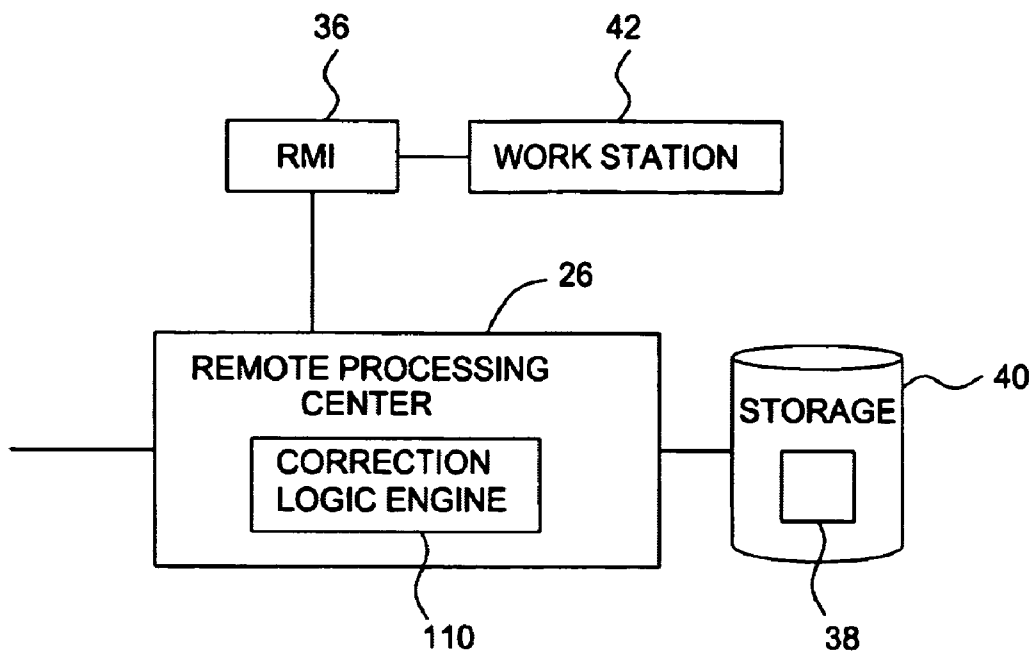 36
42
RMI
WORK STATION
26
REMOTE PROCESSING
CENTER
40
STORAGE
CORRECTION
LOGIC ENGINE
110
38